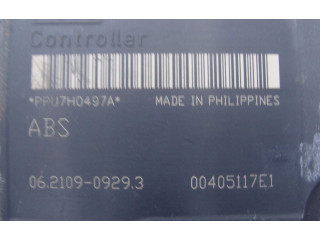 Controller
*PPU7H0497A*
MADE IN PHILIPPINES
ABS
06.2109-0929.3
00405117E1